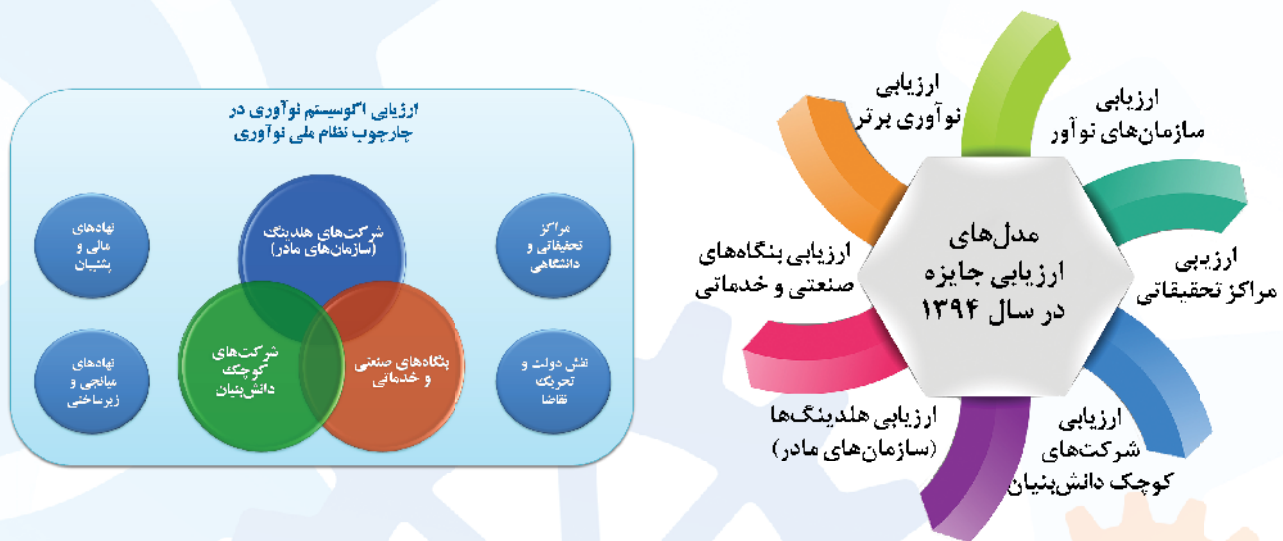 ارزیابی اکوسیستم نوآوری در
چارچوب نظام ملی نوآوری
شرکت‌های هلدینگ
(سازمان‌های مادر)
مراکز
تحقیقاتی و
دانشگاهی
نهادهای
مالی و
پشتیبان
شرکت‌های
کوچک
دانش‌بنیان
بنگاه‌های صنعتی
و خدماتی
نقش دولت و
تحریک
تقاضا
نهادهای
میانجی و
زیرساختی
مدل‌های
ارزیابی جایزه
در سال ۱۳۹۴
ارزیابی
سازمان‌های نوآور
ارزیبی
مراکز تحقیقاتی
ارزیابی
شرکت‌های
کوچک دانش‌بنیان
ارزیابی هلدینگ‌ها
(سازمان‌های مادر)
ارزیابی بنگاه‌های
صنعتی و خدماتی
ارزیابی
نوآوری برتر